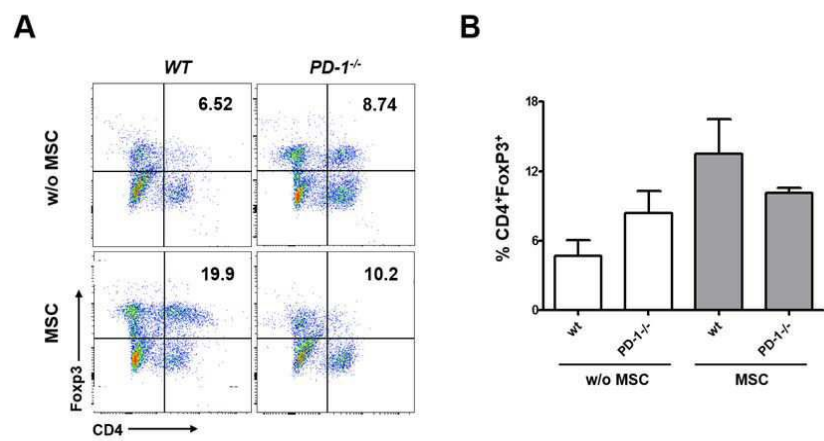 A
WT PD-1-/-
w/o MSC
6.52 8.74
MSC
19.9 10.2
Foxp3
CD4
B
% CD4+FoxP3+
18
12
6
0
wt PD-1-/- wt PD-1-/-
w/o MSC MSC